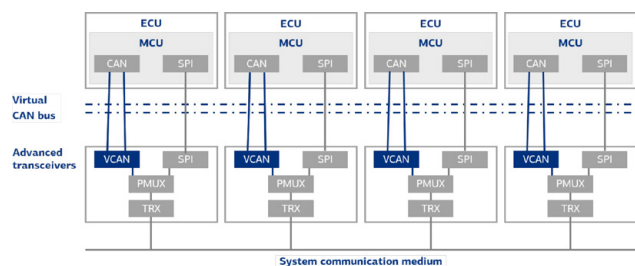 ECU ECU ECU ECU
MCU MCU MCU MCU
CAN SPI CAN SPI CAN SPI CAN SPI
Virtual
CAN bus
Advanced
transceivers
VCAN SPI VCAN SPI VCAN SPI VCAN SPI
PMUX PMUX PMUX PMUX
TRX TRX TRX TRX
System communication medium